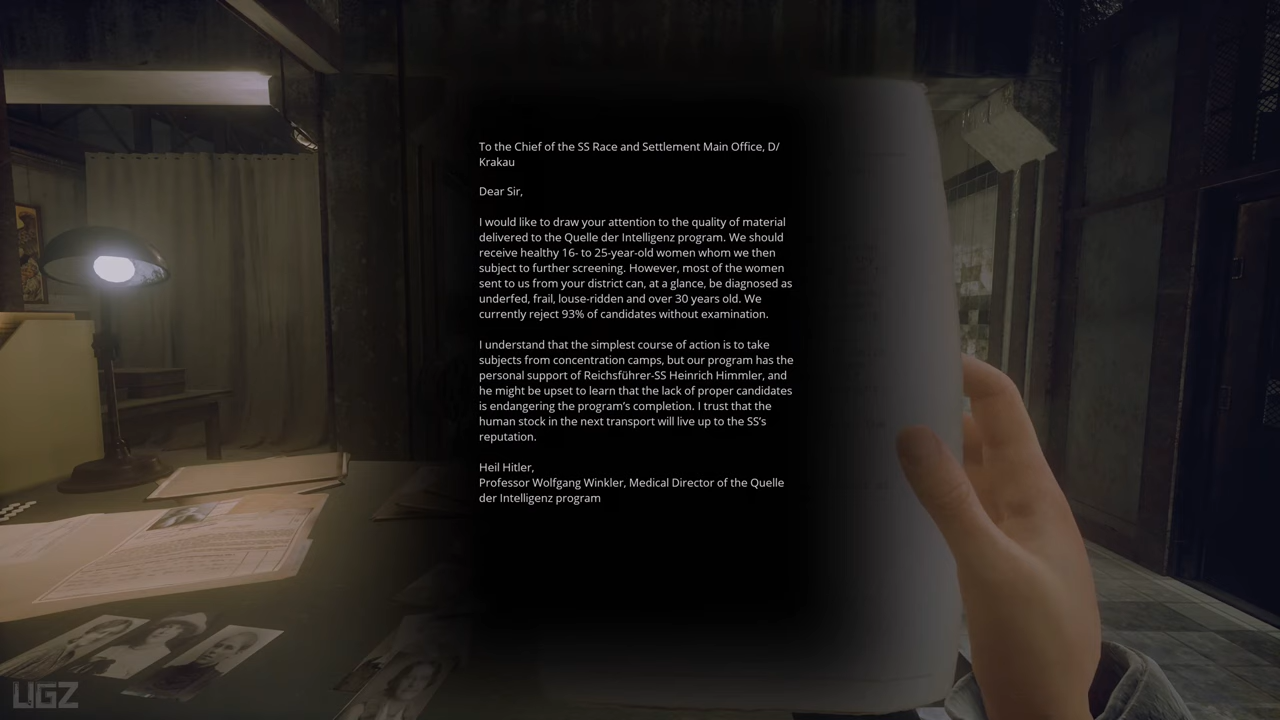 To the Chief of the SS Race and Settlement Main Office, D/
Krakau
Dear Sir,
I would like to draw your attention to the quality of material
delivered to the Quelle der Intelligenz program. We should
receive healthy 16- to 25-year-old women whom we then
subject to further screening. However, most of the women
sent to us from your district can, at a glance, be diagnosed as
underfed, frail, louse-ridden and over 30 years old. We
currently reject 93% of candidates without examination.
I understand that the simplest course of action is to take
subjects from concentration camps, but our program has the
personal support of Reichsführer-SS Heinrich Himmler, and
he might be upset to learn that the lack of proper candidates
is endangering the program's completion. I trust that the
human stock in the next transport will live up to the SS's
reputation.
Heil Hitler,
Professor Wolfgang Winkler, Medical Director of the Quelle
der Intelligenz program
UGZ